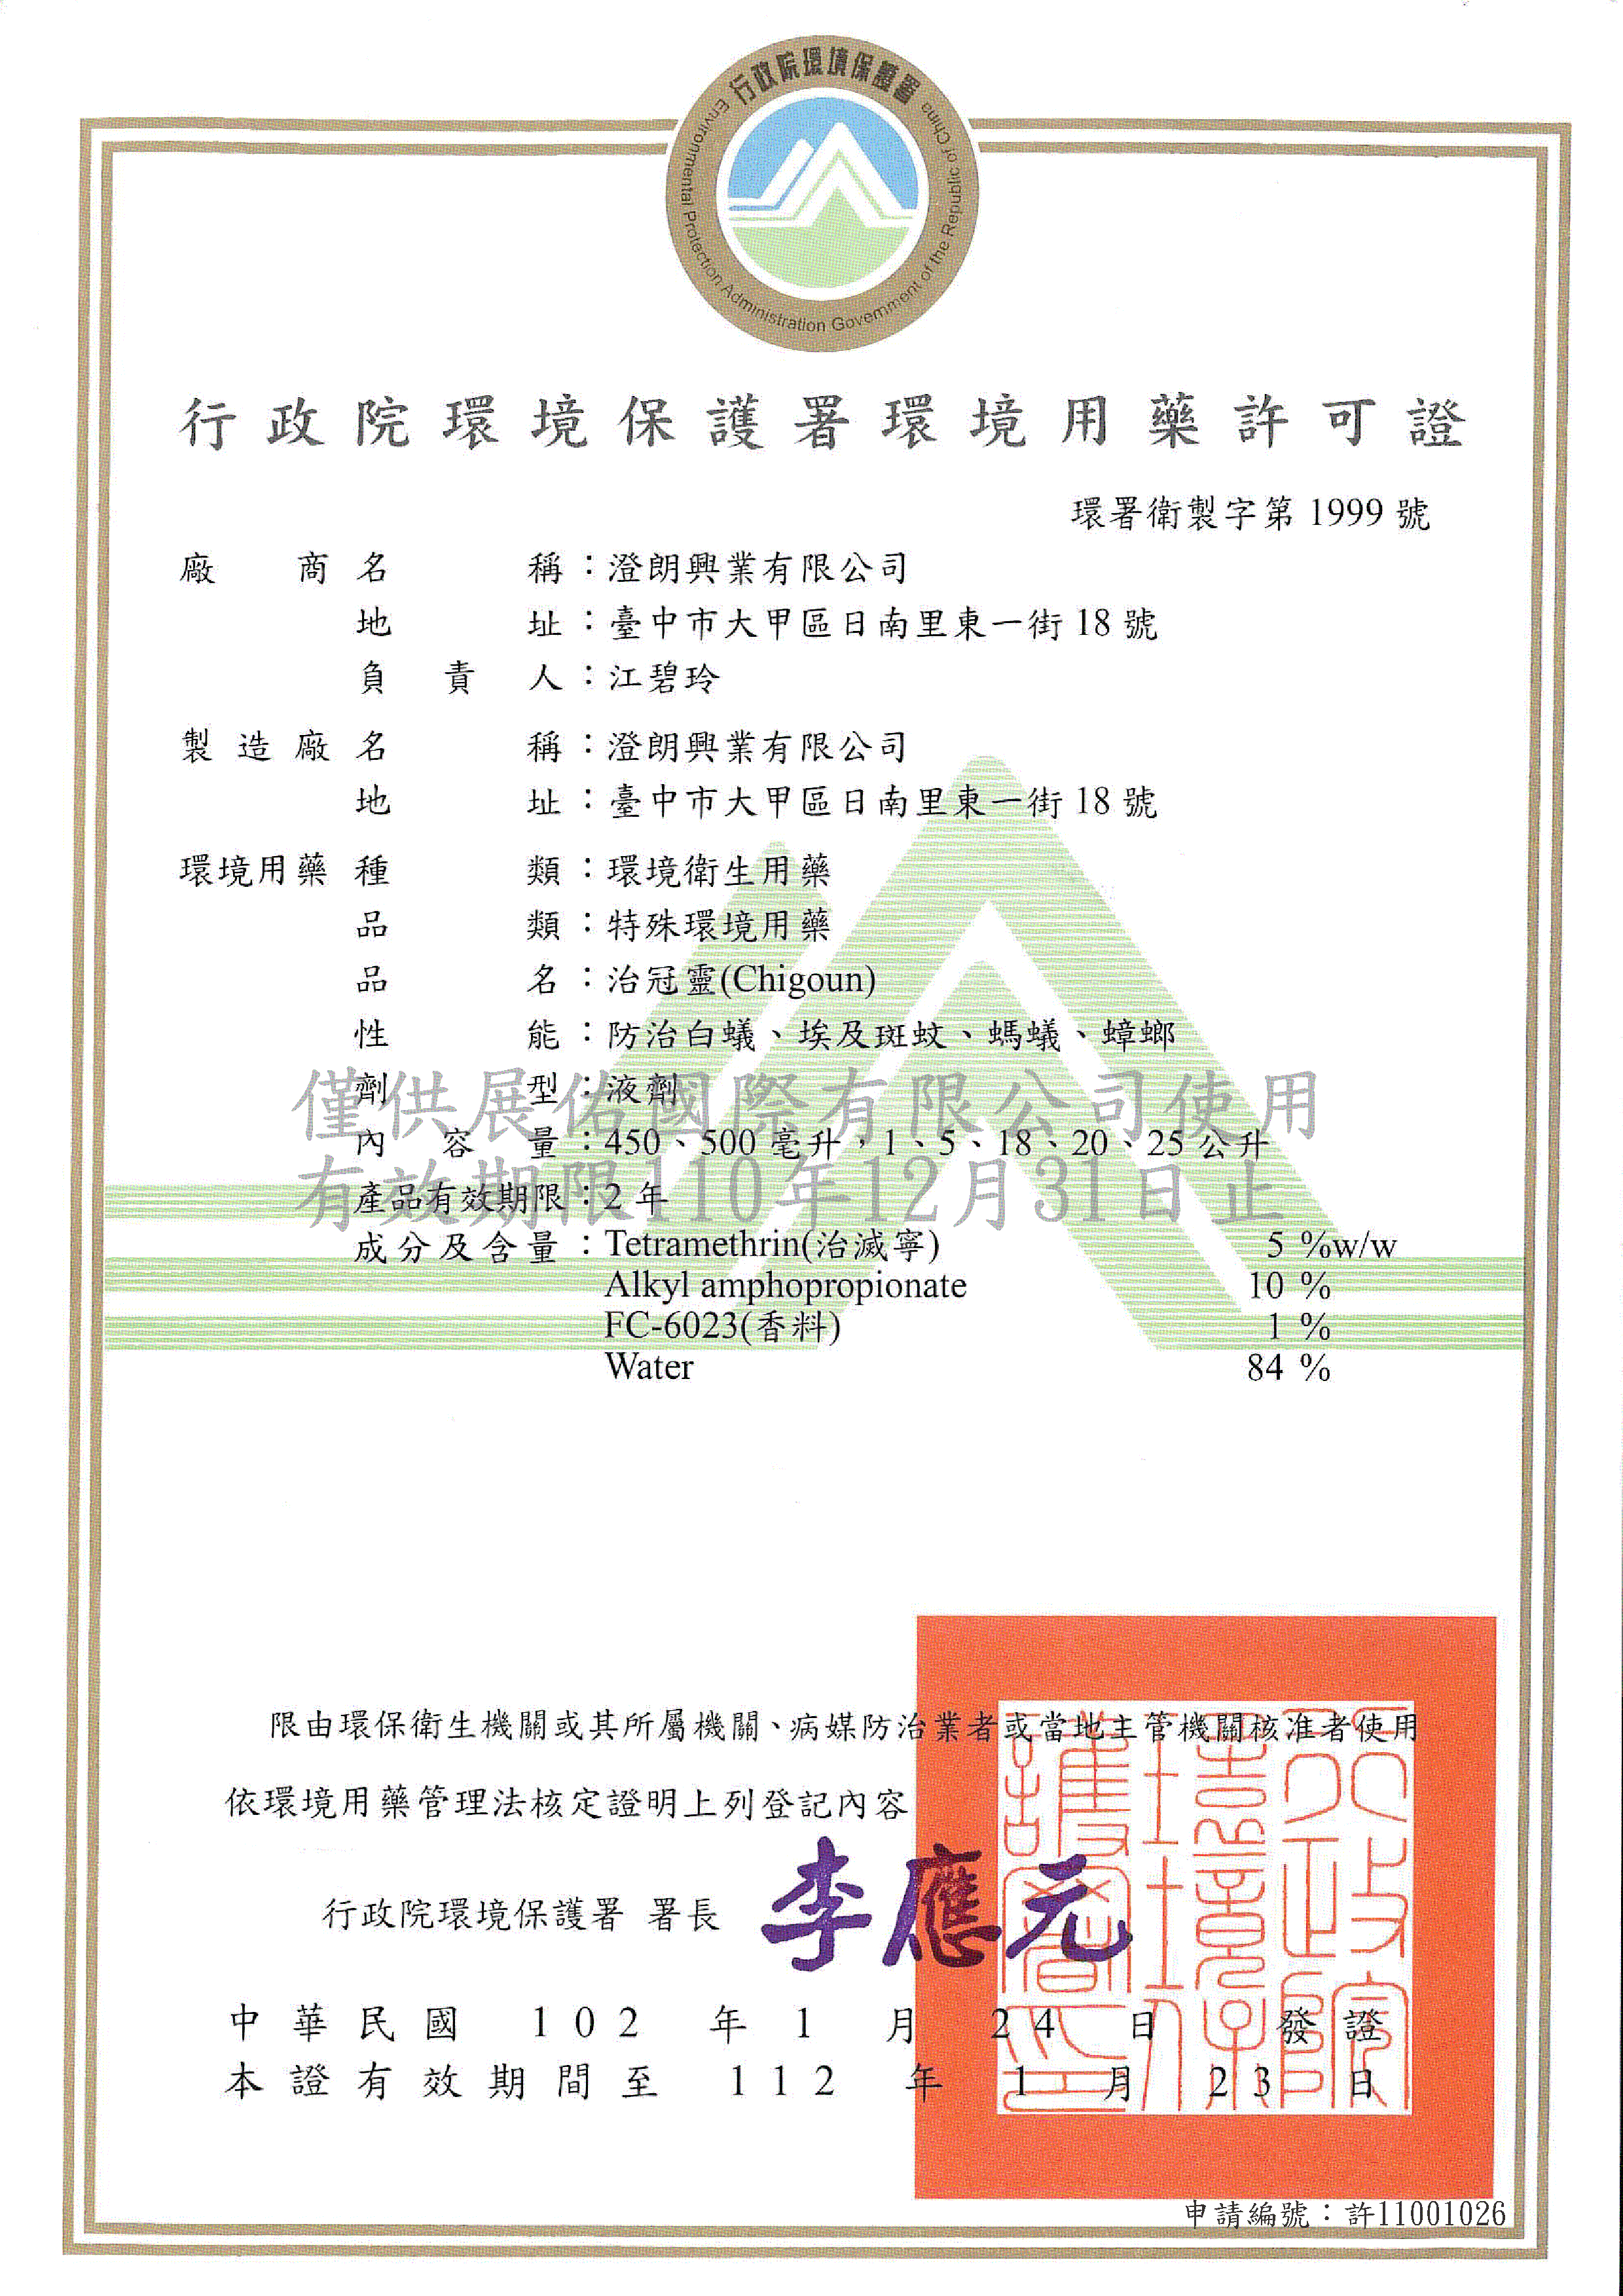 行政院環境保護署
Environmental Protection Administration Government of the Republic of China
行政院環境保護署環境用藥許可證
環署衛製字第 1999 號
廠商名稱：澄朗興業有限公司
地址：臺中市大甲區日南里東一街 18 號
負責人：江碧玲
製造廠名稱：澄朗興業有限公司
地址：臺中市大甲區日南里東一街 18 號
環境用藥種類：環境衛生用藥
品類：特殊環境用藥
品名：治冠靈(Chigoun)
性能：防治白蟻、埃及斑蚊、螞蟻、蟑螂
劑型：液劑
僅供展佑國際有限公司使用
內容量：450、500 毫升，1、5、18、20、25 公升
有效期限110年12月31日止
產品有效期限：2 年
成分及含量：Tetramethrin(治滅寧) 5 %w/w
Alkyl amphopropionate 10 %
FC-6023(香料) 1 %
Water 84 %
限由環保衛生機關或其所屬機關、病媒防治業者或當地主管機關核准者使用
依環境用藥管理法核定證明上列登記內容
行政院環境保護署 署長 李應元
中華民國 102 年 1 月 24 日 發證
本證有效期間至 112 年 1 月 23 日
行政院環境保護署印
申請編號：許11001026